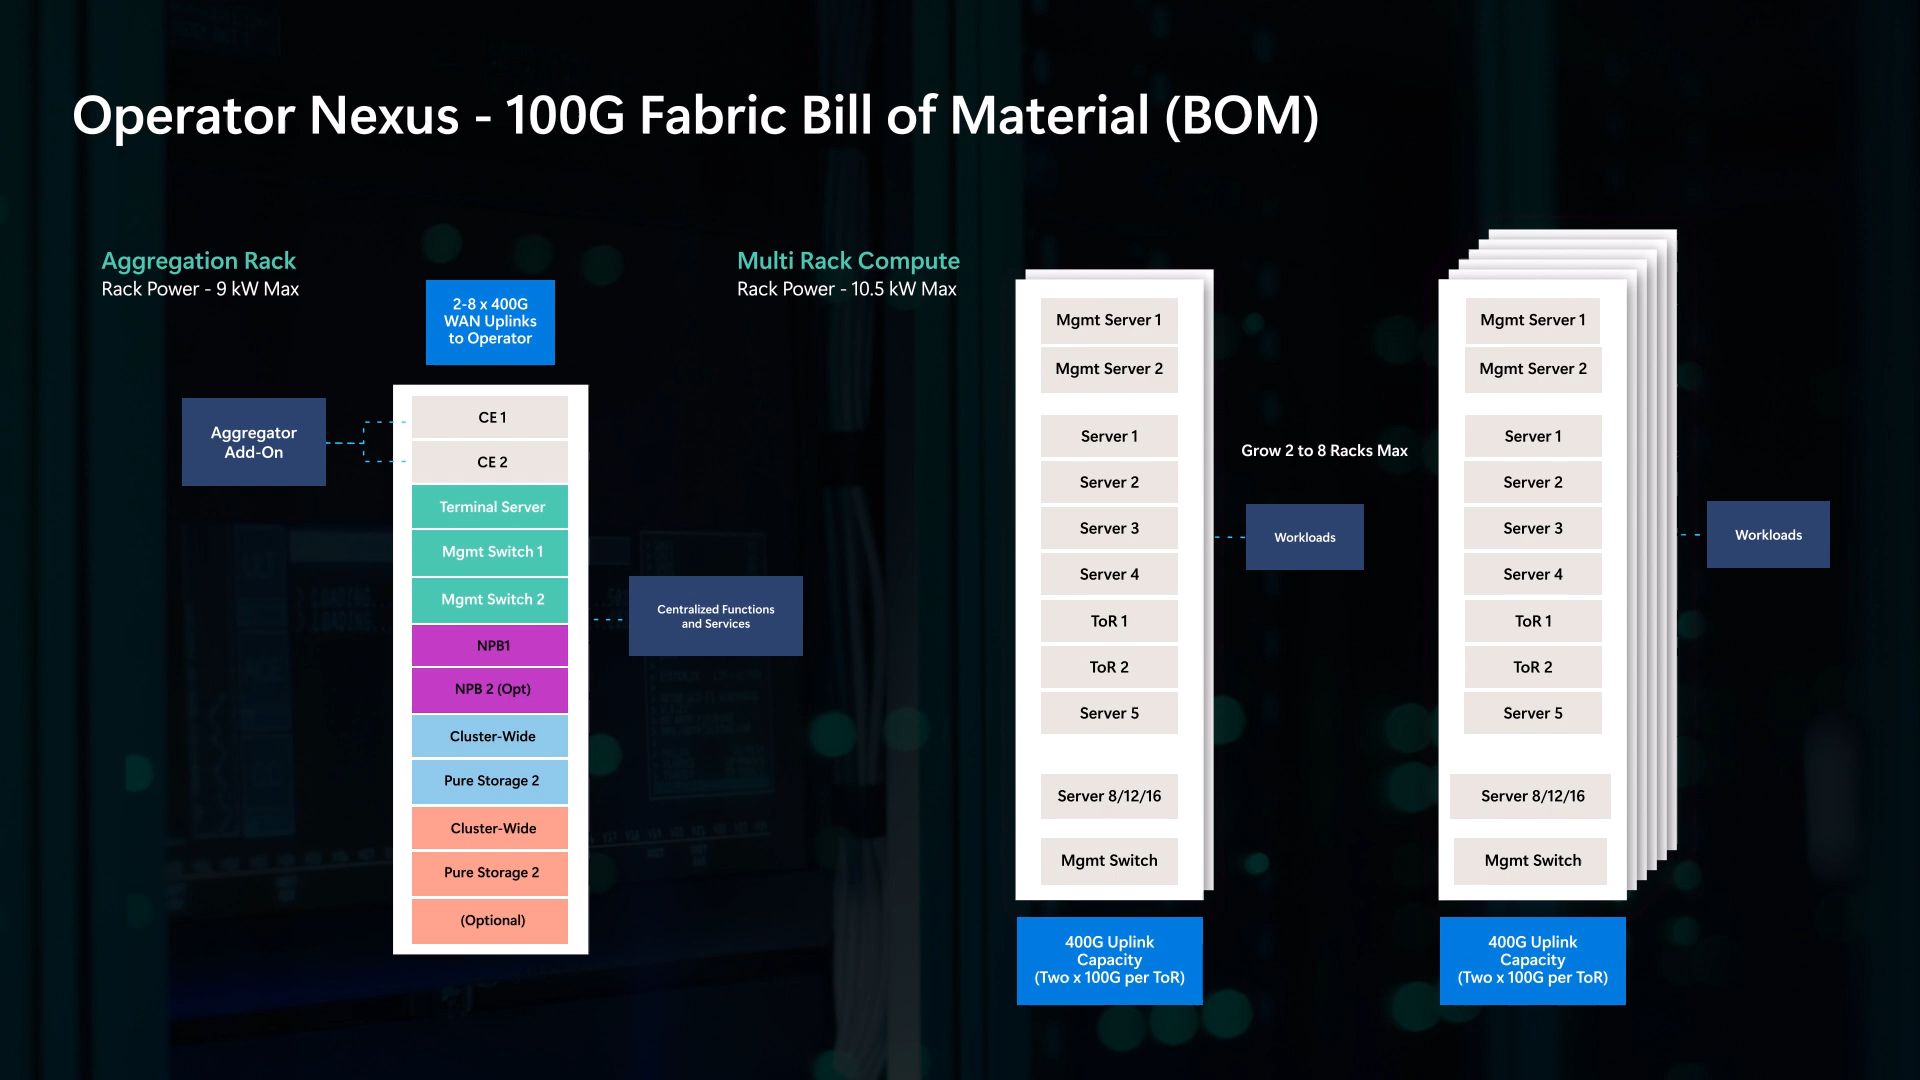 Operator Nexus - 100G Fabric Bill of Material (BOM)
Aggregation Rack
Rack Power - 9 kW Max
2-8 x 400G
WAN Uplinks
to Operator
Aggregator
Add-On
CE 1
CE 2
Terminal Server
Mgmt Switch 1
Mgmt Switch 2
NPB1
NPB 2 (Opt)
Cluster-Wide
Pure Storage 2
Cluster-Wide
Pure Storage 2
(Optional)
Centralized Functions
and Services
Multi Rack Compute
Rack Power - 10.5 kW Max
Mgmt Server 1
Mgmt Server 2
Server 1
Server 2
Server 3
Server 4
ToR 1
ToR 2
Server 5
Server 8/12/16
Mgmt Switch
400G Uplink
Capacity
(Two x 100G per ToR)
Grow 2 to 8 Racks Max
Workloads
Mgmt Server 1
Mgmt Server 2
Server 1
Server 2
Server 3
Server 4
ToR 1
ToR 2
Server 5
Server 8/12/16
Mgmt Switch
400G Uplink
Capacity
(Two x 100G per ToR)
Workloads